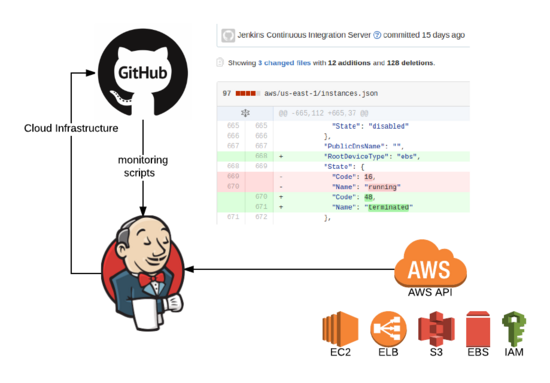 Jenkins Continuous Integration Server committed 15 days ago
Showing 3 changed files with 12 additions and 128 deletions.
97 aws/us-east-1/instances.json
@@ -665,112 +665,37 @@
665 665 "State": "disabled"
666 666 },
667 667 "PublicDnsName": "",
668 + "RootDeviceType": "ebs",
668 669 "State": {
669 - "Code": 16,
670 - "Name": "running"
670 + "Code": 48,
671 + "Name": "terminated"
671 672 },
GitHub
Cloud Infrastructure
monitoring
scripts
AWS
AWS API
EC2 ELB S3 EBS IAM